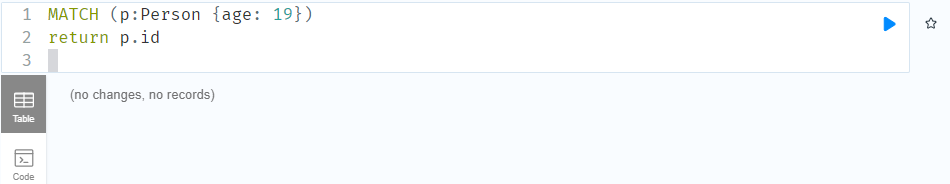 1 MATCH (p:Person {age: 19})
2 return p.id
3
(no changes, no records)
Table
Code